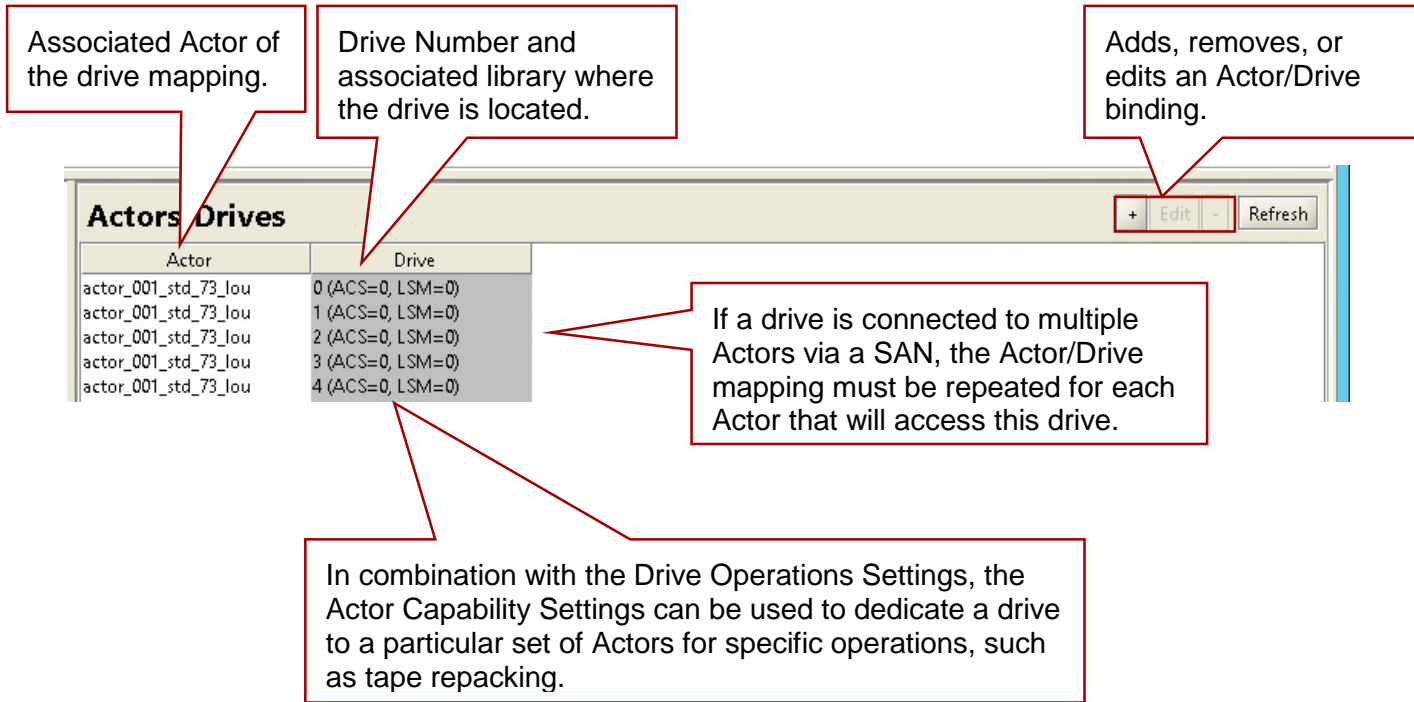 Associated Actor of
the drive mapping.
Drive Number and
associated library where
the drive is located.
Adds, removes, or
edits an Actor/Drive
binding.
Actors Drives
+ Edit - Refresh
Actor Drive
actor_001_std_73_lou 0 (ACS=0, LSM=0)
actor_001_std_73_lou 1 (ACS=0, LSM=0)
actor_001_std_73_lou 2 (ACS=0, LSM=0)
actor_001_std_73_lou 3 (ACS=0, LSM=0)
actor_001_std_73_lou 4 (ACS=0, LSM=0)
If a drive is connected to multiple
Actors via a SAN, the Actor/Drive
mapping must be repeated for each
Actor that will access this drive.
In combination with the Drive Operations Settings, the
Actor Capability Settings can be used to dedicate a drive
to a particular set of Actors for specific operations, such
as tape repacking.